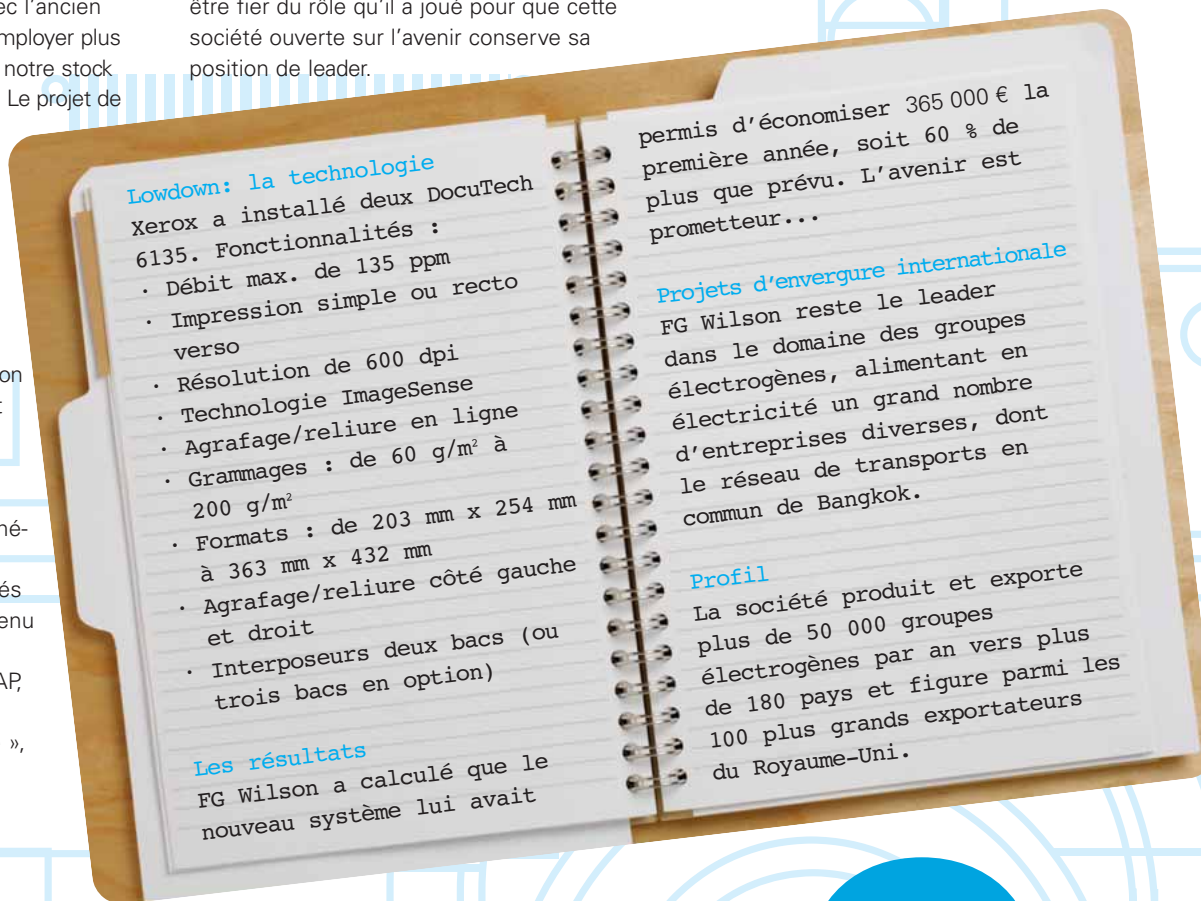 ec l'ancien
mployer plus
notre stock
Le projet de
on
t
né-
és
enu
AP,
»,
être fier du rôle qu'il a joué pour que cette
société ouverte sur l'avenir conserve sa
position de leader.
Lowdown: la technologie
Xerox a installé deux DocuTech
6135. Fonctionnalités :
· Débit max. de 135 ppm
· Impression simple ou recto
verso
· Résolution de 600 dpi
· Technologie ImageSense
· Agrafage/reliure en ligne
· Grammages : de 60 g/m² à
200 g/m²
· Formats : de 203 mm x 254 mm
à 363 mm x 432 mm
· Agrafage/reliure côté gauche
et droit
· Interposeurs deux bacs (ou
trois bacs en option)
Les résultats
FG Wilson a calculé que le
nouveau système lui avait
permis d'économiser 365 000 € la
première année, soit 60 % de
plus que prévu. L'avenir est
prometteur...
Projets d'envergure internationale
FG Wilson reste le leader
dans le domaine des groupes
électrogènes, alimentant en
électricité un grand nombre
d'entreprises diverses, dont
le réseau de transports en
commun de Bangkok.
Profil
La société produit et exporte
plus de 50 000 groupes
électrogènes par an vers plus
de 180 pays et figure parmi les
100 plus grands exportateurs
du Royaume-Uni.